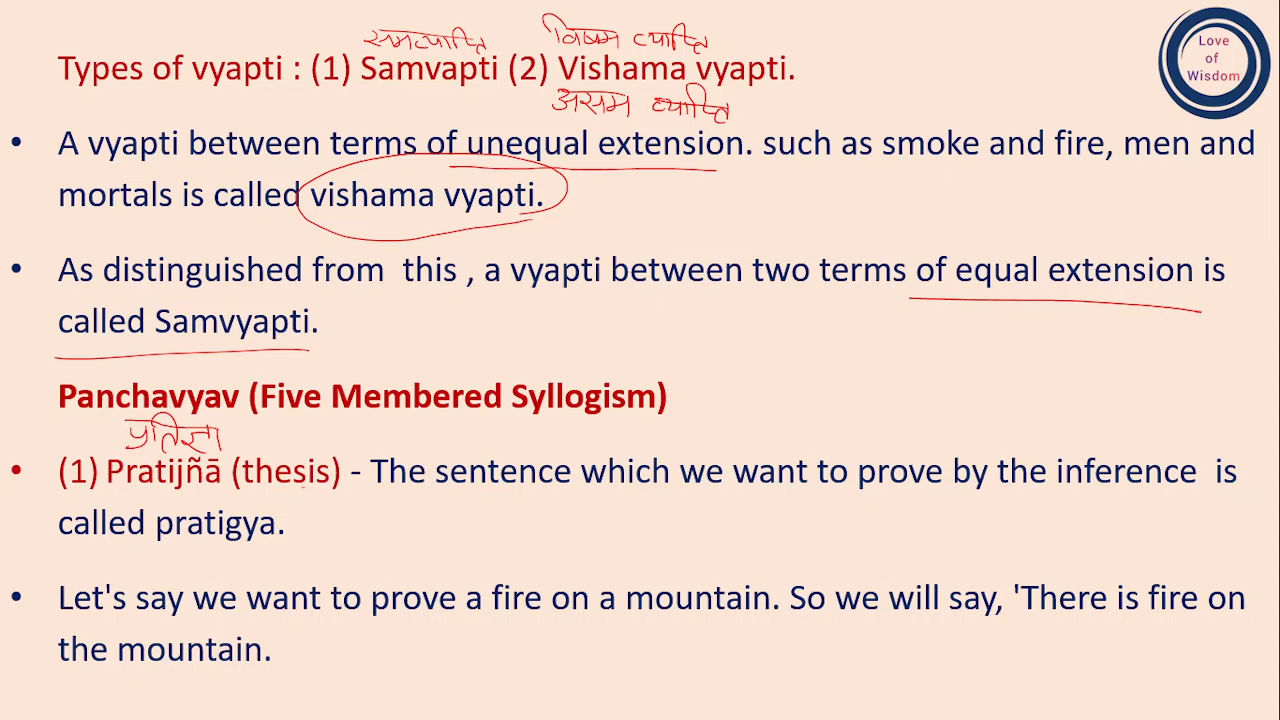 समव्याप्ति विषम व्याप्ति
Types of vyapti : (1) Samvapti (2) Vishama vyapti.
असम व्याप्ति
Love
of
Wisdom
• A vyapti between terms of unequal extension. such as smoke and fire, men and
mortals is called vishama vyapti.
• As distinguished from this , a vyapti between two terms of equal extension is
called Samvyapti.
Panchavyav (Five Membered Syllogism)
प्रतिज्ञा
• (1) Pratijñā (thesis) - The sentence which we want to prove by the inference is
called pratigya.
• Let's say we want to prove a fire on a mountain. So we will say, 'There is fire on
the mountain.